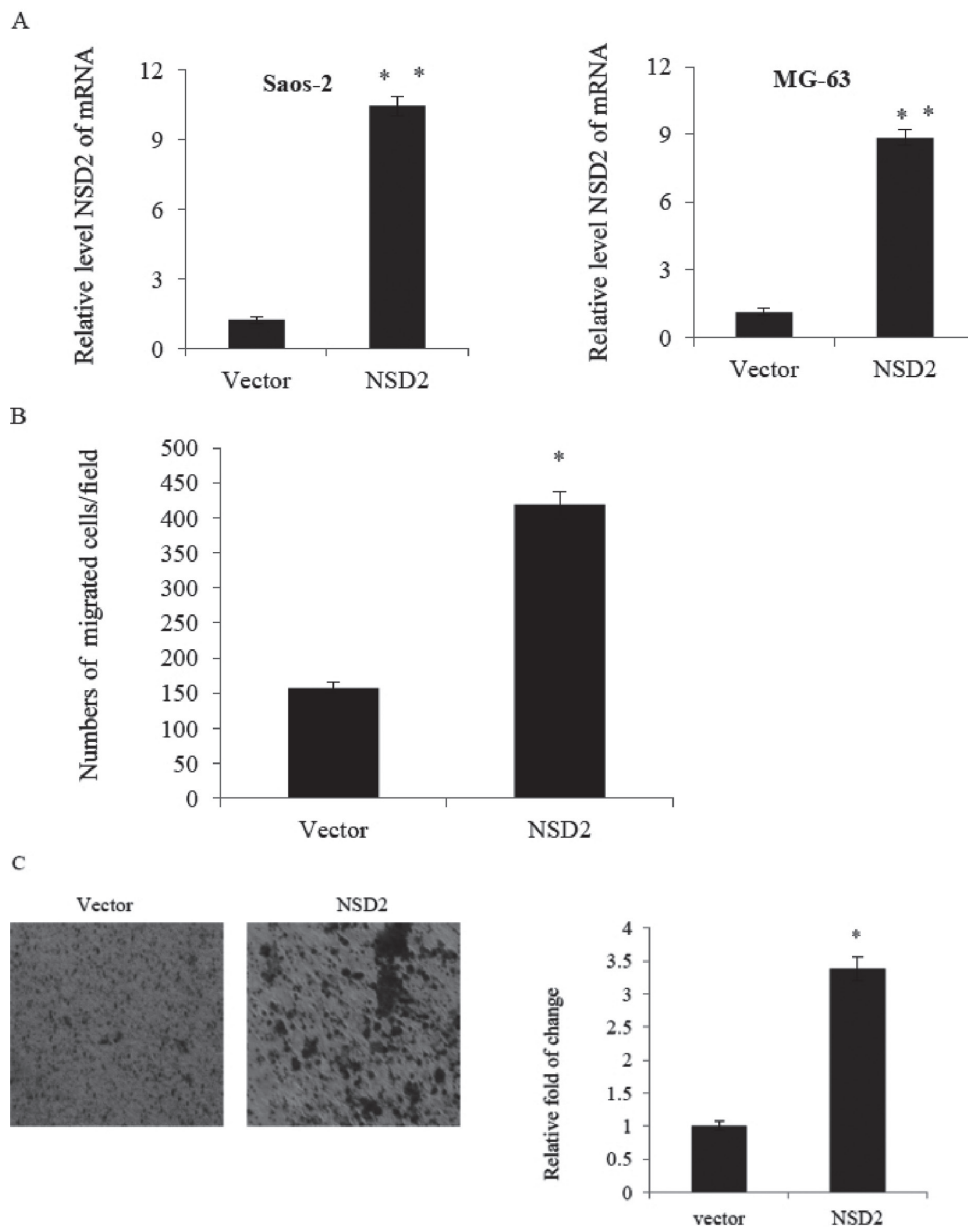 A
Relative level NSD2 of mRNA
12
9
6
3
0
Saos-2
* *
Vector NSD2
Relative level NSD2 of mRNA
12
9
6
3
0
MG-63
* *
Vector NSD2
B
Numbers of migrated cells/field
500
450
400
350
300
250
200
150
100
50
0
*
Vector NSD2
C
Vector NSD2
Relative fold of change
4
3.5
3
2.5
2
1.5
1
0.5
0
*
vector NSD2